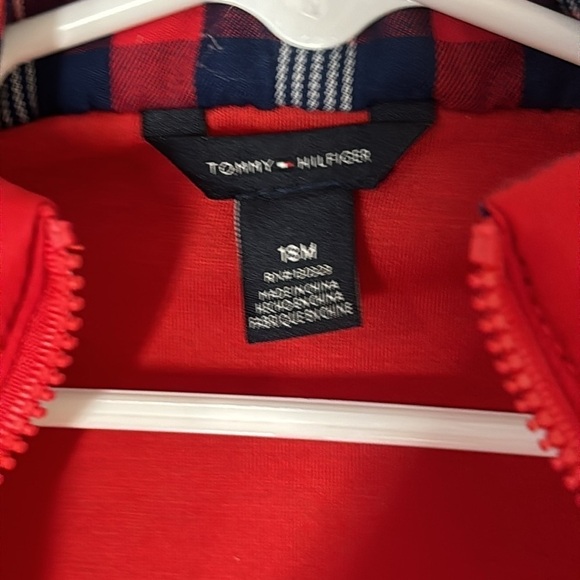 TOMMY HILFIGER
18M
MADE IN CHINA
HECHO EN CHINA
FABRIQUE EN CHINE